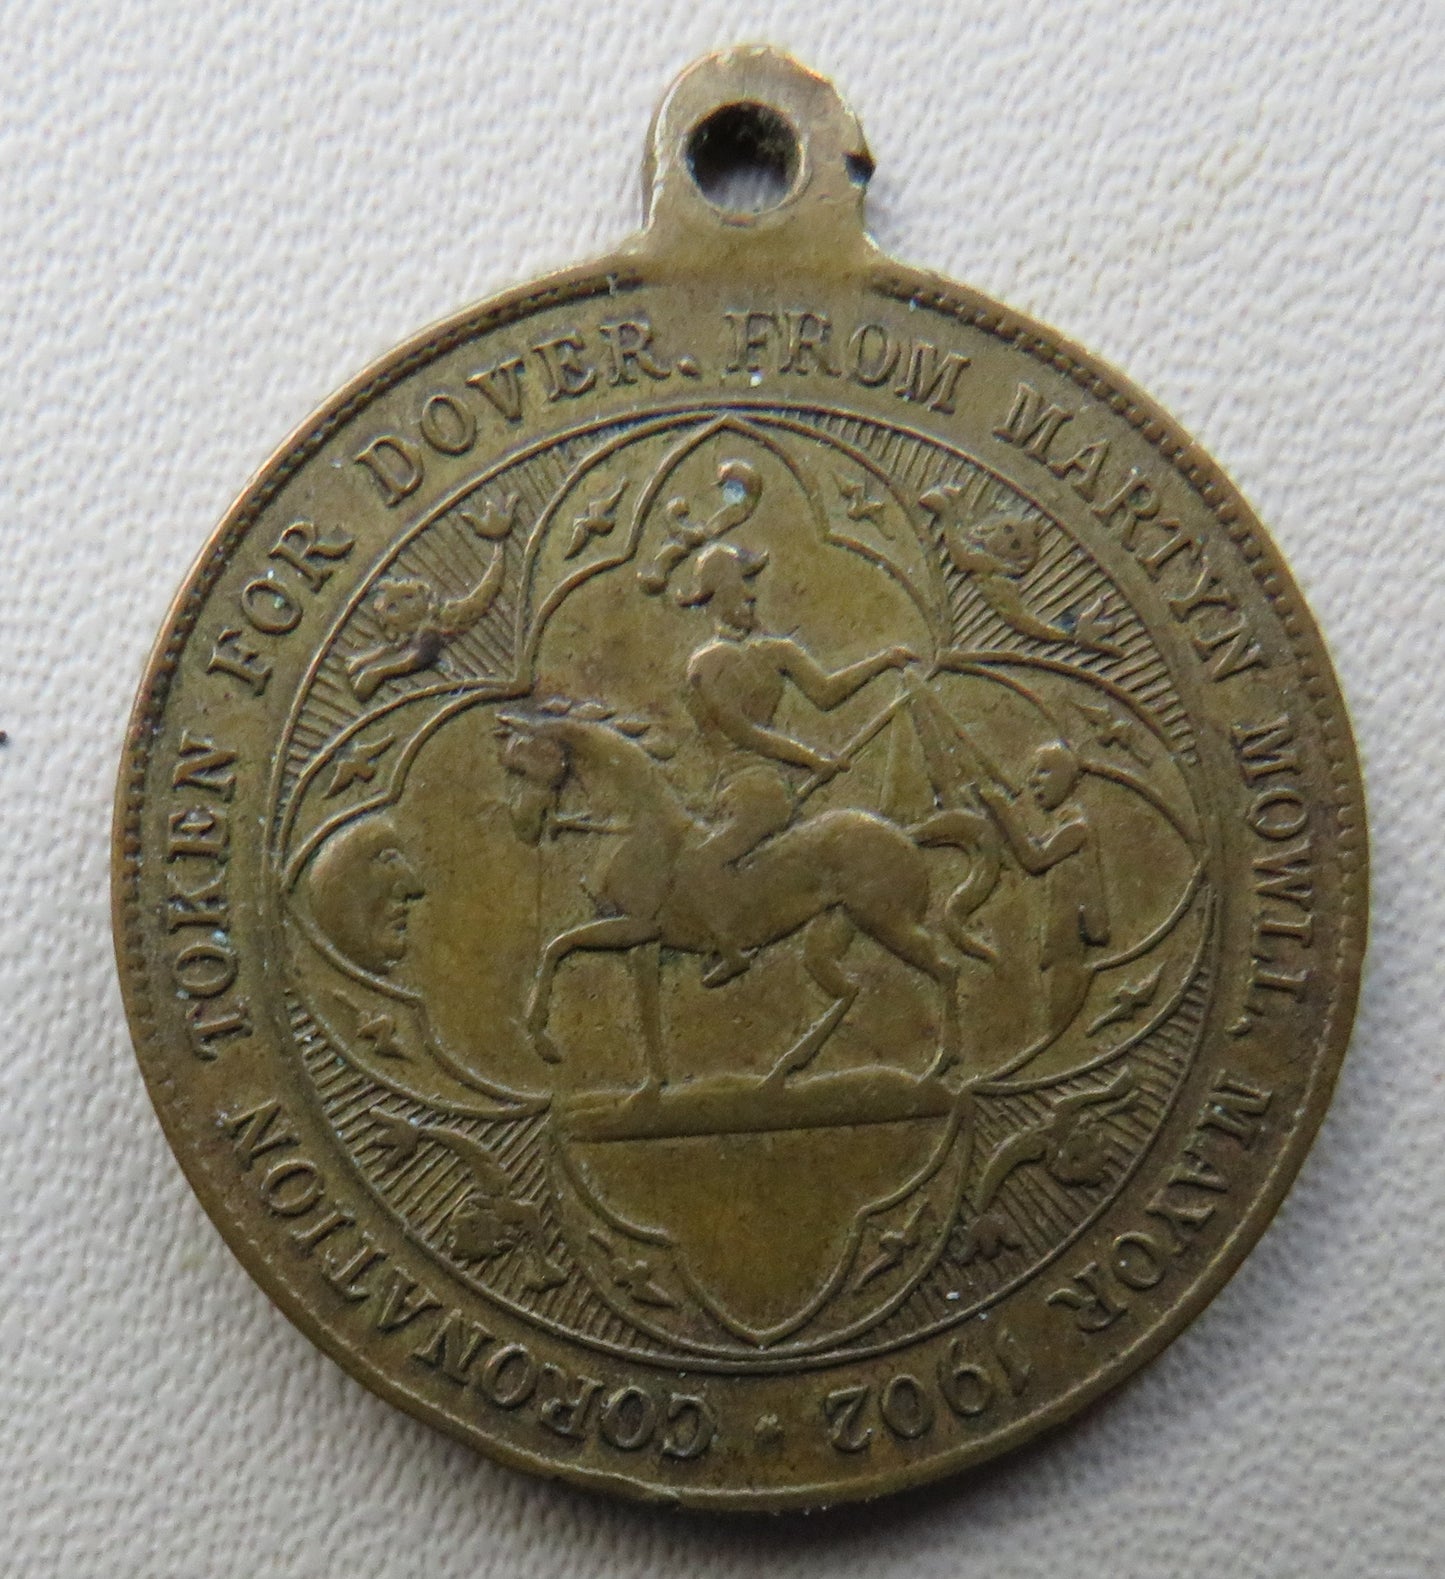 CORONATION TOKEN FOR DOVER. FROM MARTYN MOWLL, MAYOR 1902